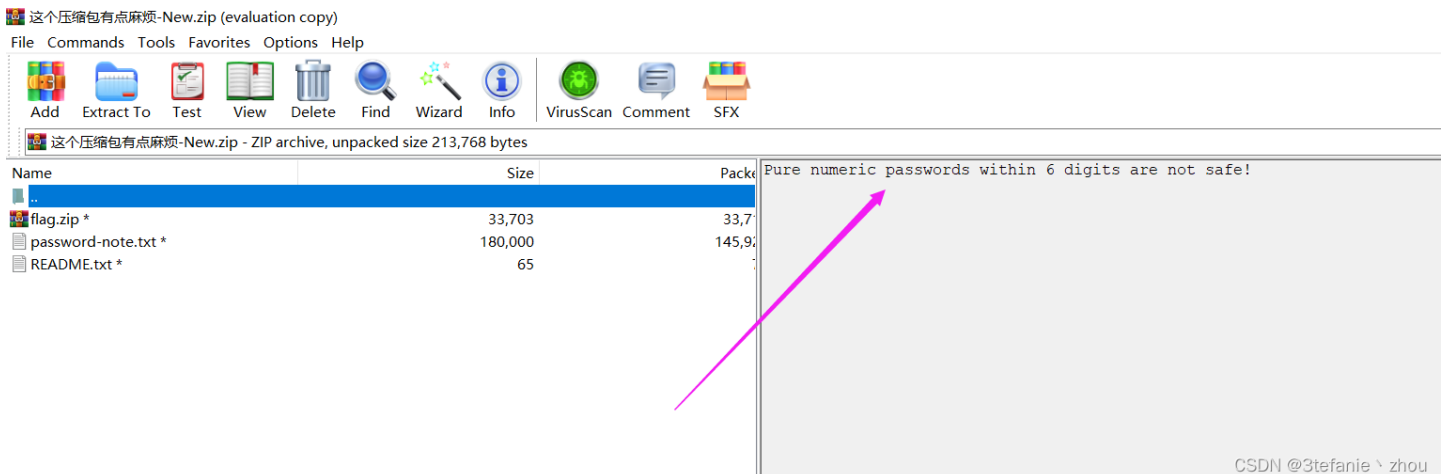 这个压缩包有点麻烦-New.zip (evaluation copy)
File Commands Tools Favorites Options Help
Add Extract To Test View Delete Find Wizard Info VirusScan Comment SFX
这个压缩包有点麻烦-New.zip - ZIP archive, unpacked size 213,768 bytes
Name Size
Pure numeric passwords within 6 digits are not safe!
..
flag.zip * 33,703
password-note.txt * 180,000
README.txt * 65
CSDN @3tefanie丶zhou